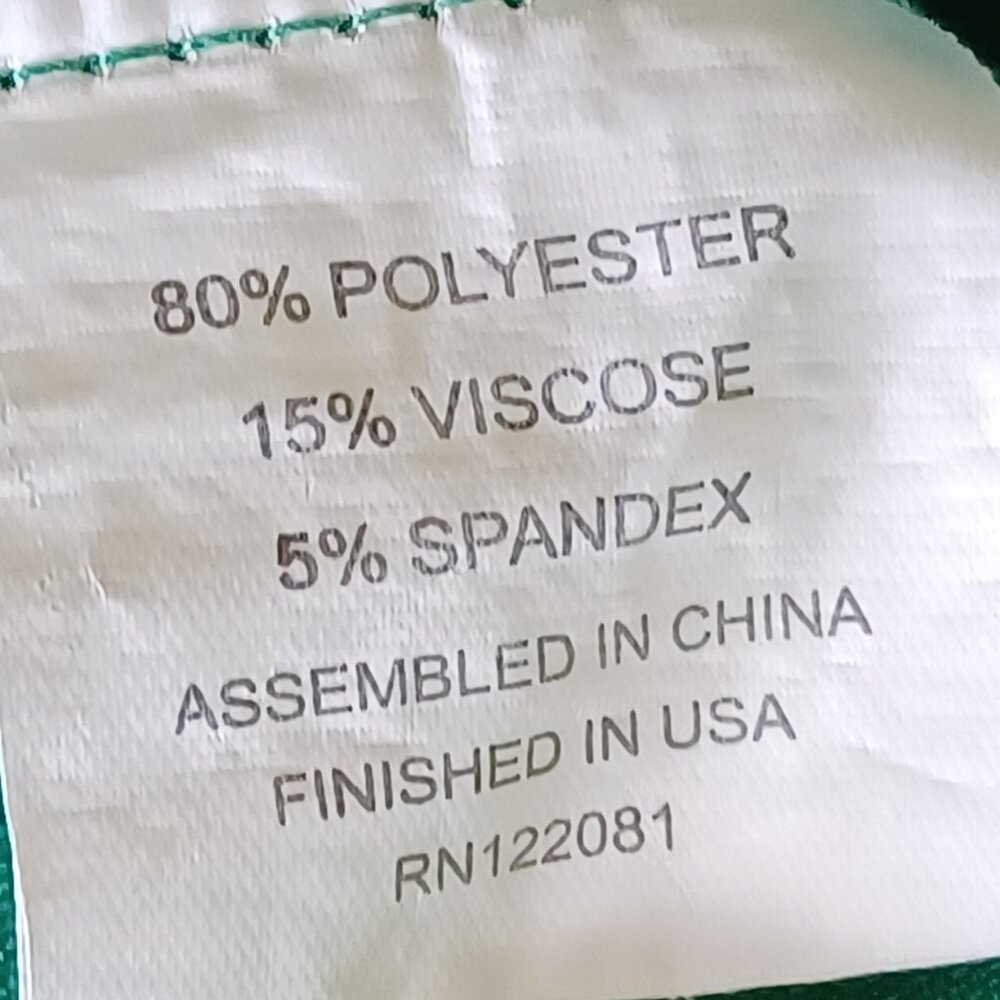 80% POLYESTER
15% VISCOSE
5% SPANDEX
ASSEMBLED IN CHINA
FINISHED IN USA
RN122081